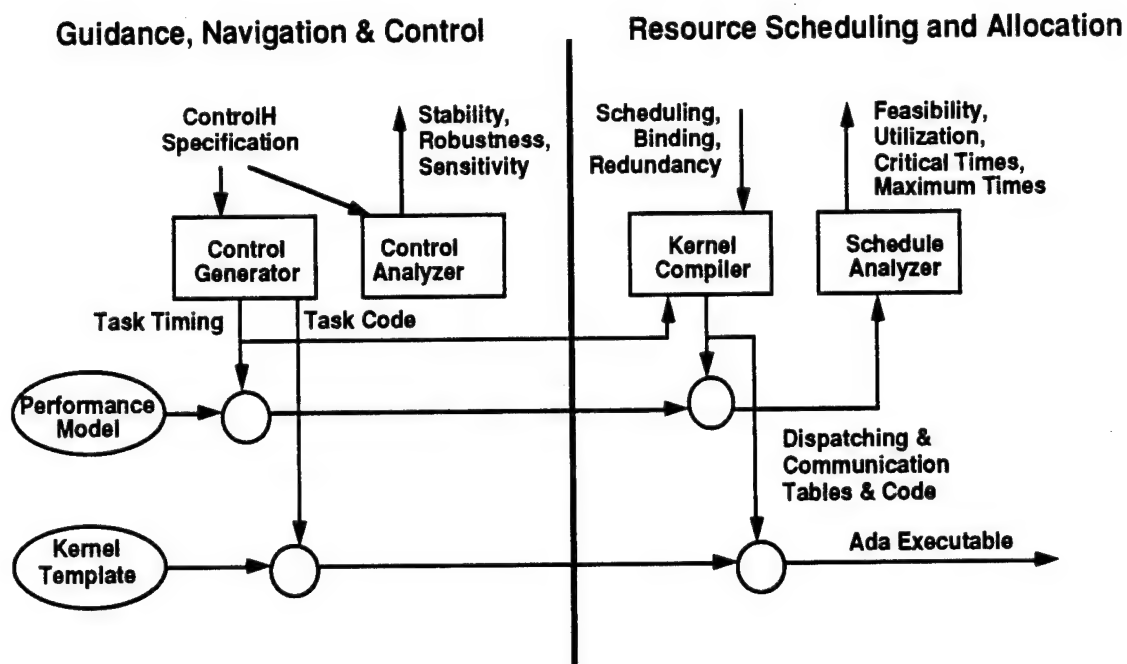 Guidance, Navigation & Control
Resource Scheduling and Allocation
ControlH
Specification
Stability,
Robustness,
Sensitivity
Scheduling,
Binding,
Redundancy
Feasibility,
Utilization,
Critical Times,
Maximum Times
Control
Generator
Control
Analyzer
Kernel
Compiler
Schedule
Analyzer
Task Timing
Task Code
Performance
Model
Dispatching &
Communication
Tables & Code
Kernel
Template
Ada Executable